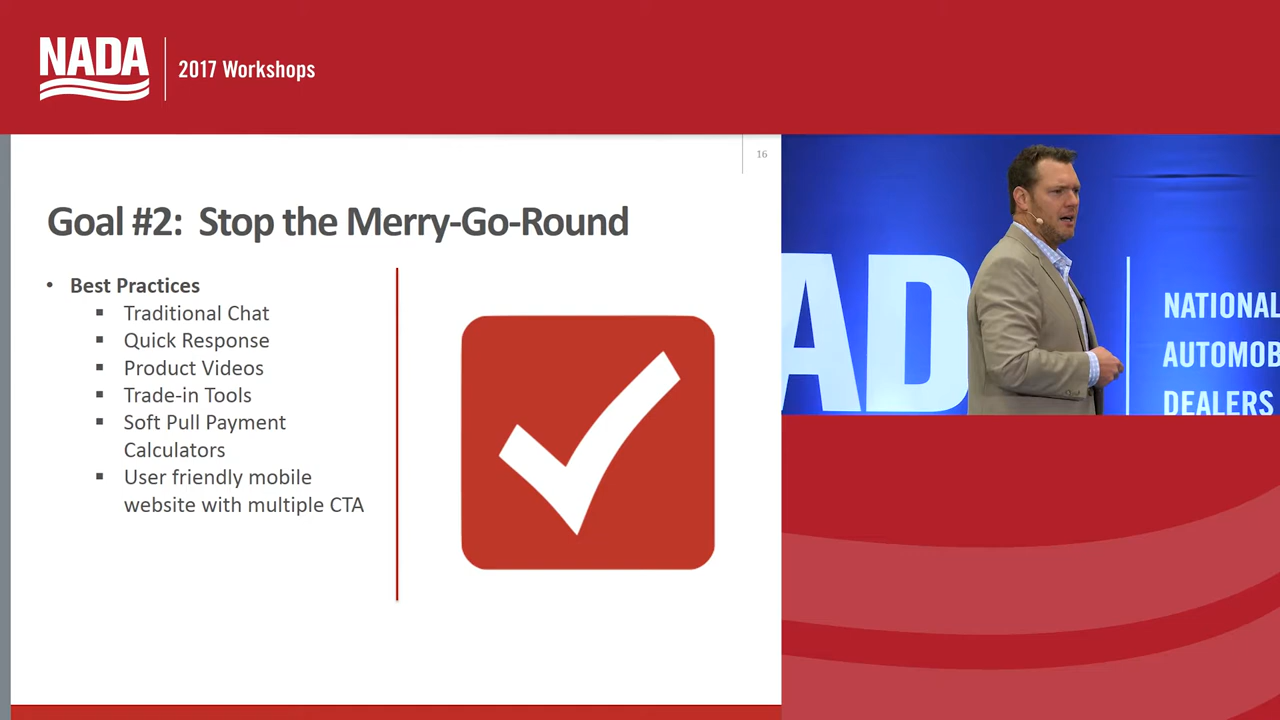 NADA
2017 Workshops
16
Goal #2: Stop the Merry-Go-Round
• Best Practices
▪ Traditional Chat
▪ Quick Response
▪ Product Videos
▪ Trade-in Tools
▪ Soft Pull Payment
Calculators
▪ User friendly mobile
website with multiple CTA
AD
NATIONAL
AUTOMOB
DEALERS